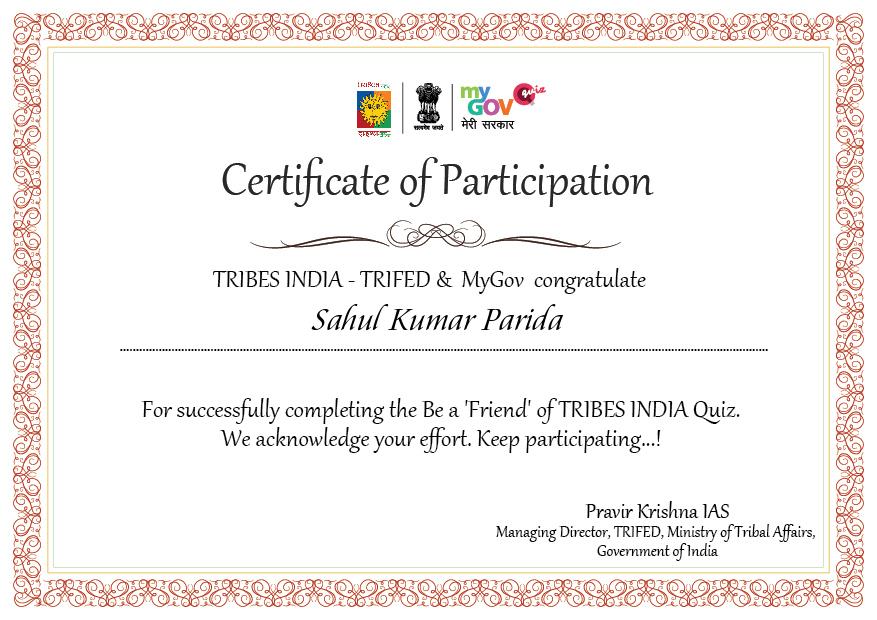 TRIBES INDIA
सत्यमेव जयते
my GOV Quiz
मेरी सरकार
Certificate of Participation
TRIBES INDIA - TRIFED & MyGov congratulate
Sahul Kumar Parida
For successfully completing the Be a 'Friend' of TRIBES INDIA Quiz.
We acknowledge your effort. Keep participating...!
Pravir Krishna IAS
Managing Director, TRIFED, Ministry of Tribal Affairs,
Government of India